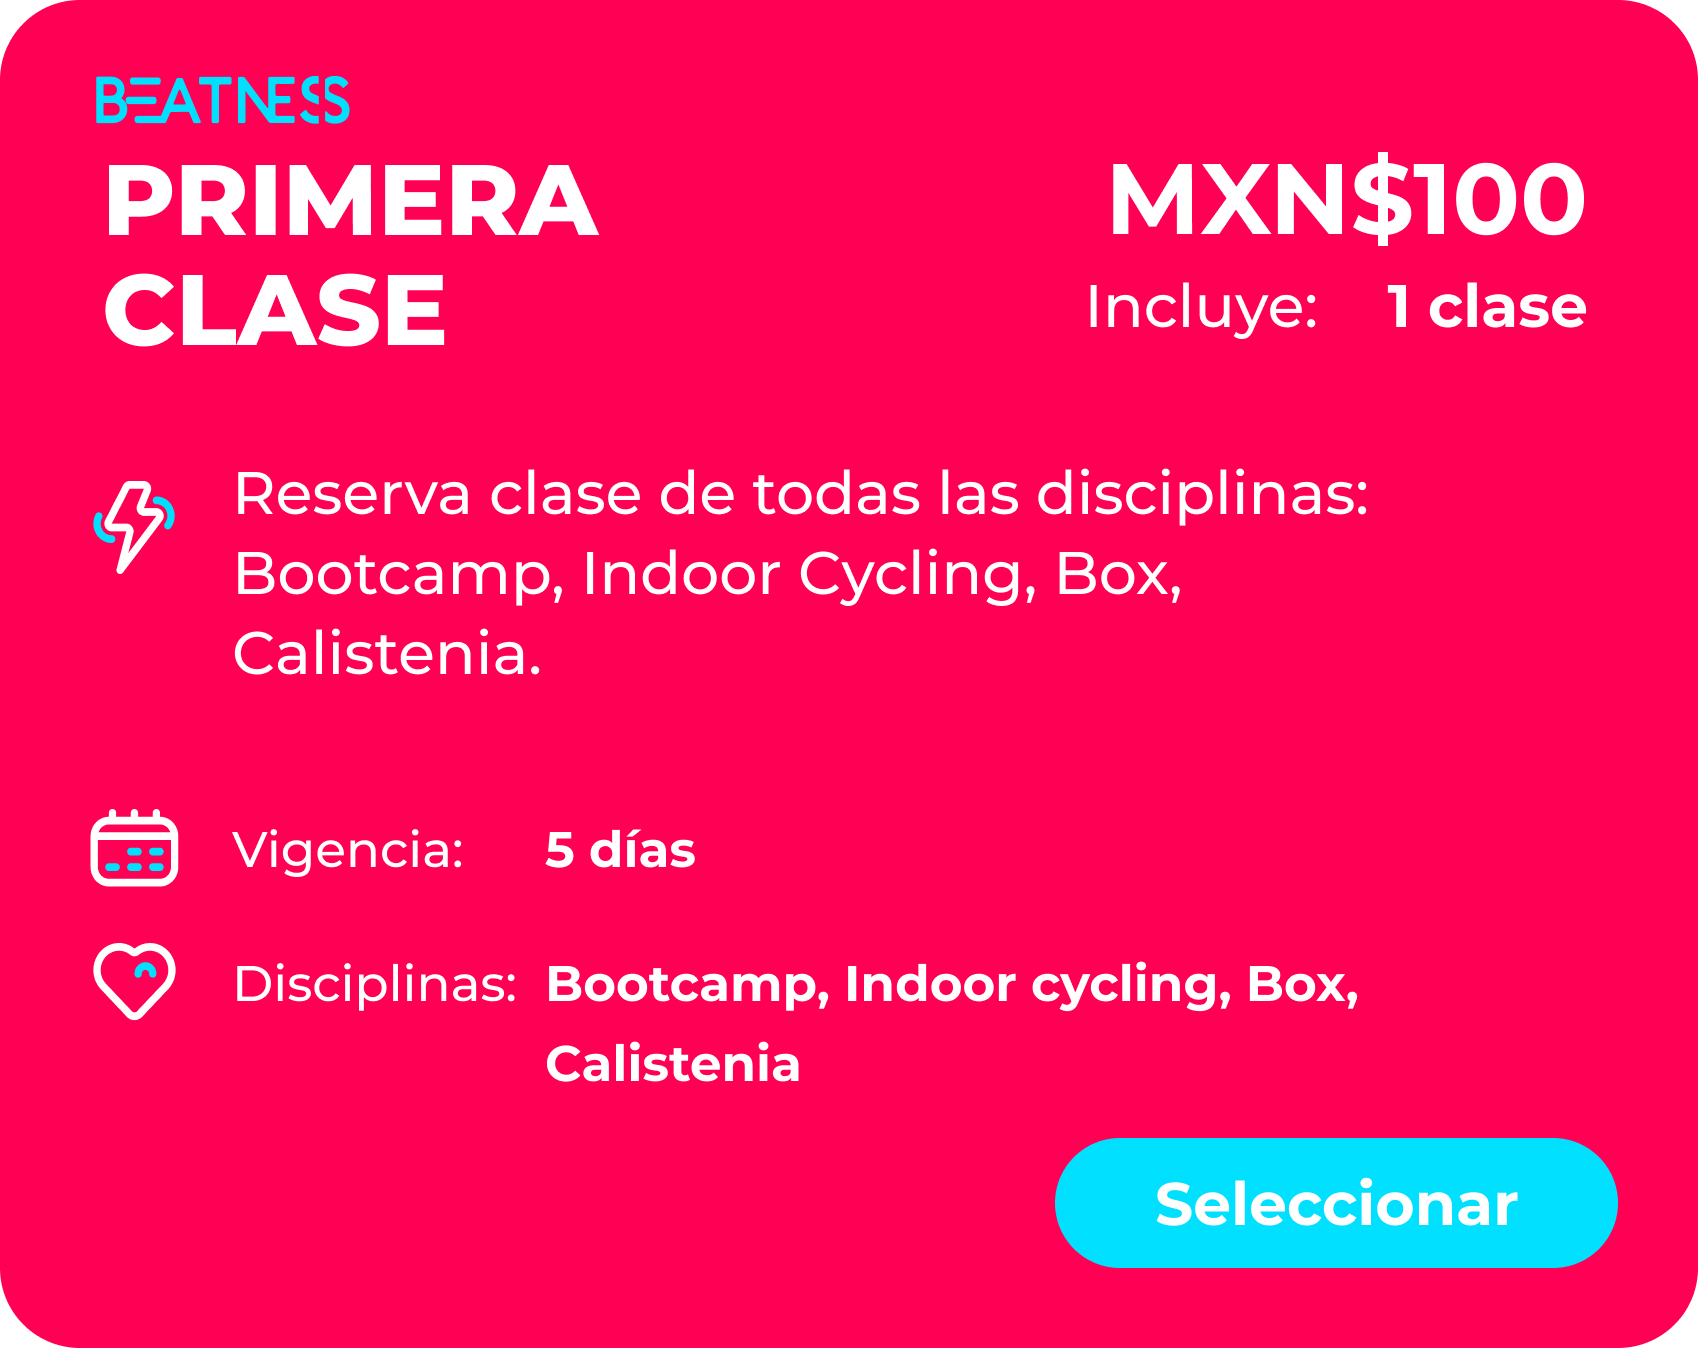 BEATNESS
PRIMERA
CLASE
MXN$100
Incluye: 1 clase
Reserva clase de todas las disciplinas:
Bootcamp, Indoor Cycling, Box,
Calistenia.
Vigencia: 5 días
Disciplinas: Bootcamp, Indoor cycling, Box,
Calistenia
Seleccionar